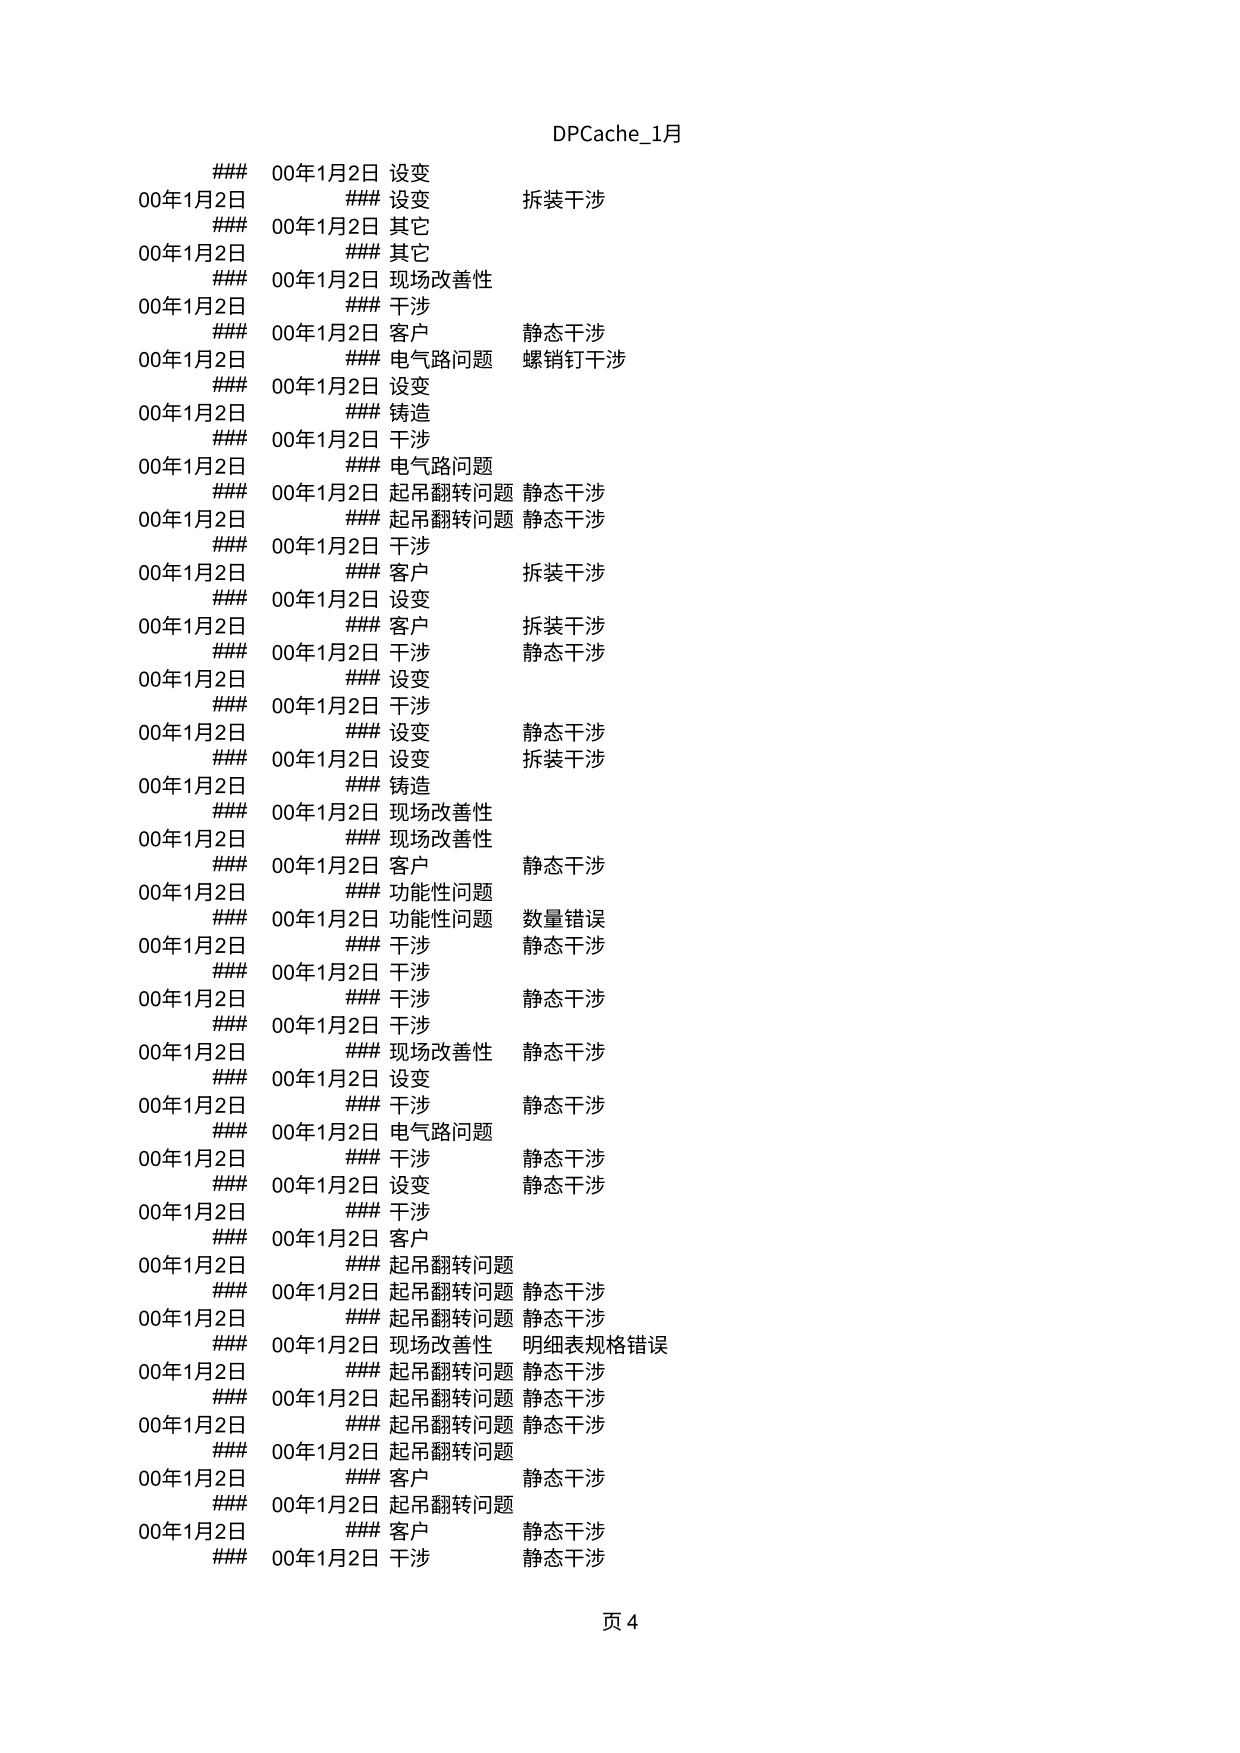 DPCache_1月
### 00年1月2日 设变
00年1月2日 ### 设变 拆装干涉
### 00年1月2日 其它
00年1月2日 ### 其它
### 00年1月2日 现场改善性
00年1月2日 ### 干涉
### 00年1月2日 客户 静态干涉
00年1月2日 ### 电气路问题 螺销钉干涉
### 00年1月2日 设变
00年1月2日 ### 铸造
### 00年1月2日 干涉
00年1月2日 ### 电气路问题
### 00年1月2日 起吊翻转问题 静态干涉
00年1月2日 ### 起吊翻转问题 静态干涉
### 00年1月2日 干涉
00年1月2日 ### 客户 拆装干涉
### 00年1月2日 设变
00年1月2日 ### 客户 拆装干涉
### 00年1月2日 干涉 静态干涉
00年1月2日 ### 设变
### 00年1月2日 干涉
00年1月2日 ### 设变 静态干涉
### 00年1月2日 设变 拆装干涉
00年1月2日 ### 铸造
### 00年1月2日 现场改善性
00年1月2日 ### 现场改善性
### 00年1月2日 客户 静态干涉
00年1月2日 ### 功能性问题
### 00年1月2日 功能性问题 数量错误
00年1月2日 ### 干涉 静态干涉
### 00年1月2日 干涉
00年1月2日 ### 干涉 静态干涉
### 00年1月2日 干涉
00年1月2日 ### 现场改善性 静态干涉
### 00年1月2日 设变
00年1月2日 ### 干涉 静态干涉
### 00年1月2日 电气路问题
00年1月2日 ### 干涉 静态干涉
### 00年1月2日 设变 静态干涉
00年1月2日 ### 干涉
### 00年1月2日 客户
00年1月2日 ### 起吊翻转问题
### 00年1月2日 起吊翻转问题 静态干涉
00年1月2日 ### 起吊翻转问题 静态干涉
### 00年1月2日 现场改善性 明细表规格错误
00年1月2日 ### 起吊翻转问题 静态干涉
### 00年1月2日 起吊翻转问题 静态干涉
00年1月2日 ### 起吊翻转问题 静态干涉
### 00年1月2日 起吊翻转问题
00年1月2日 ### 客户 静态干涉
### 00年1月2日 起吊翻转问题
00年1月2日 ### 客户 静态干涉
### 00年1月2日 干涉 静态干涉
页 4